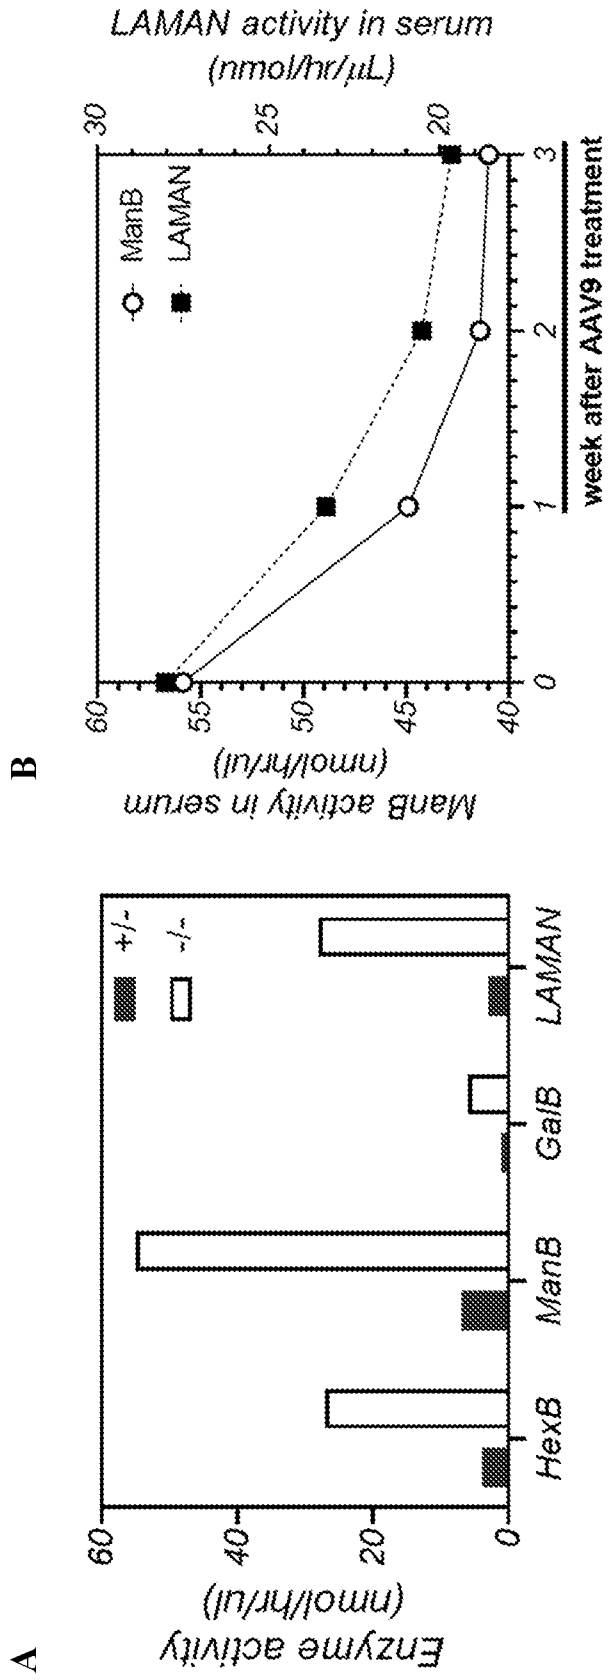 A
Enzyme activity
(nmol/hr/ul)
60
40
20
0
+/-
-/-
HexB
ManB
GalB
LAMAN
B
ManB activity in serum
(nmol/hr/ul)
60
55
50
45
40
ManB
LAMAN
LAMAN activity in serum
(nmol/hr/μL)
30
25
20
0
1
2
3
week after AAV9 treatment